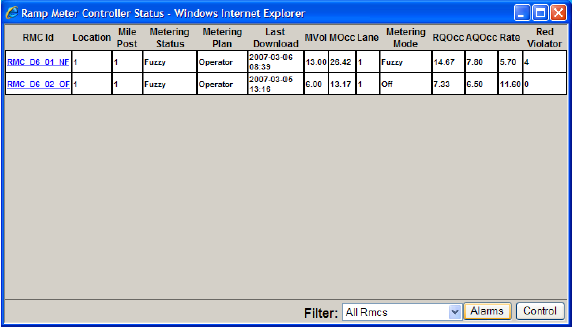 Ramp Meter Controller Status - Windows Internet Explorer
RMC Id Location Mile Post Metering Status Metering Plan Last Download MVol MOcc Lane Metering Mode RQOcc AQOcc Rate Red Violator
RMC_D6_01_NF 1 1 Fuzzy Operator 2007-03-06 08:39 13.00 26.42 1 Fuzzy 14.67 7.80 5.70 4
RMC_D6_02_OF 1 1 Fuzzy Operator 2007-03-06 13:16 6.00 13.17 1 Off 7.33 6.50 11.60 0
Filter: All Rmcs Alarms Control